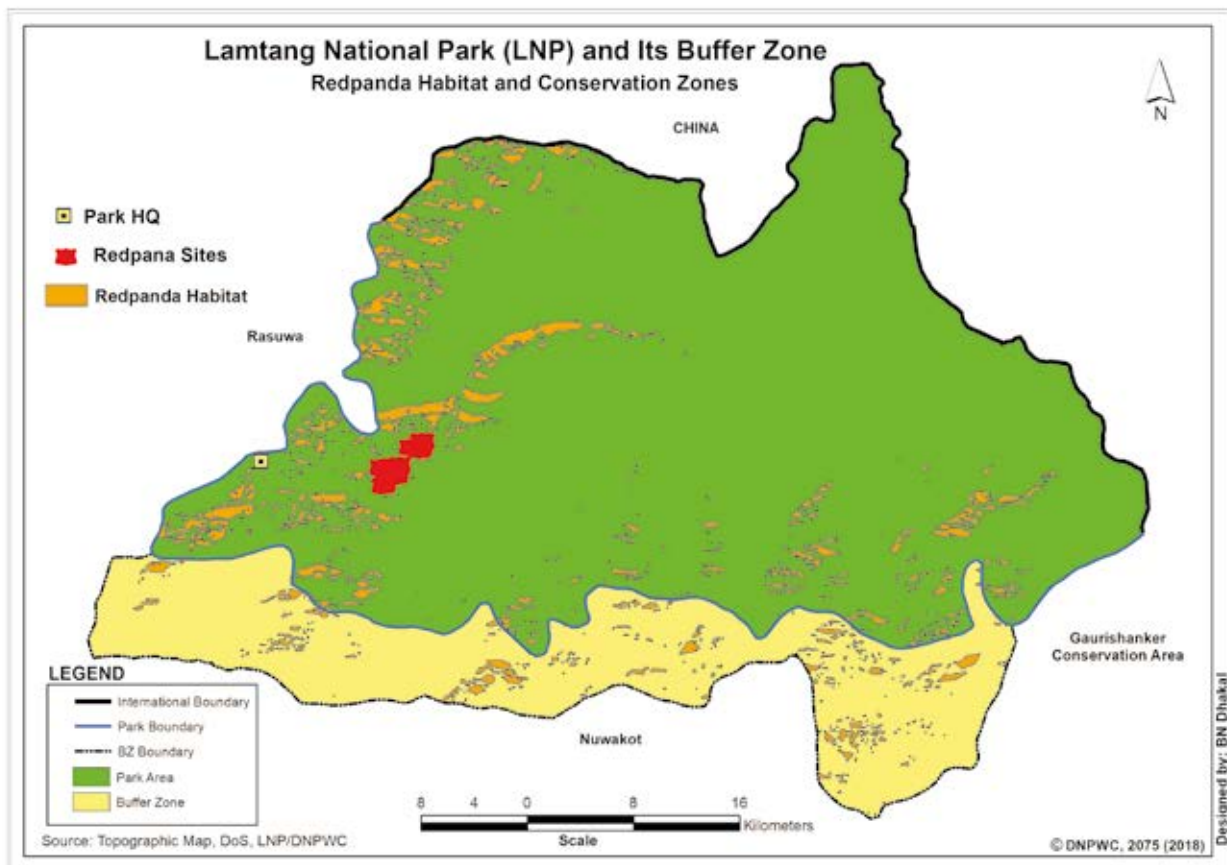 Lamtang National Park (LNP) and Its Buffer Zone
Redpanda Habitat and Conservation Zones
CHINA
N
Park HQ
Redpana Sites
Redpanda Habitat
Rasuwa
Gaurishanker
Conservation Area
LEGEND
International Boundary
Park Boundary
BZ Boundary
Park Area
Buffer Zone
Nuwakot
8 4 0 8 16
Kilometers
Scale
Source: Topographic Map, DoS, LNP/DNPWC
© DNPWC, 2075 (2018)
Designed by: BN Dhakal